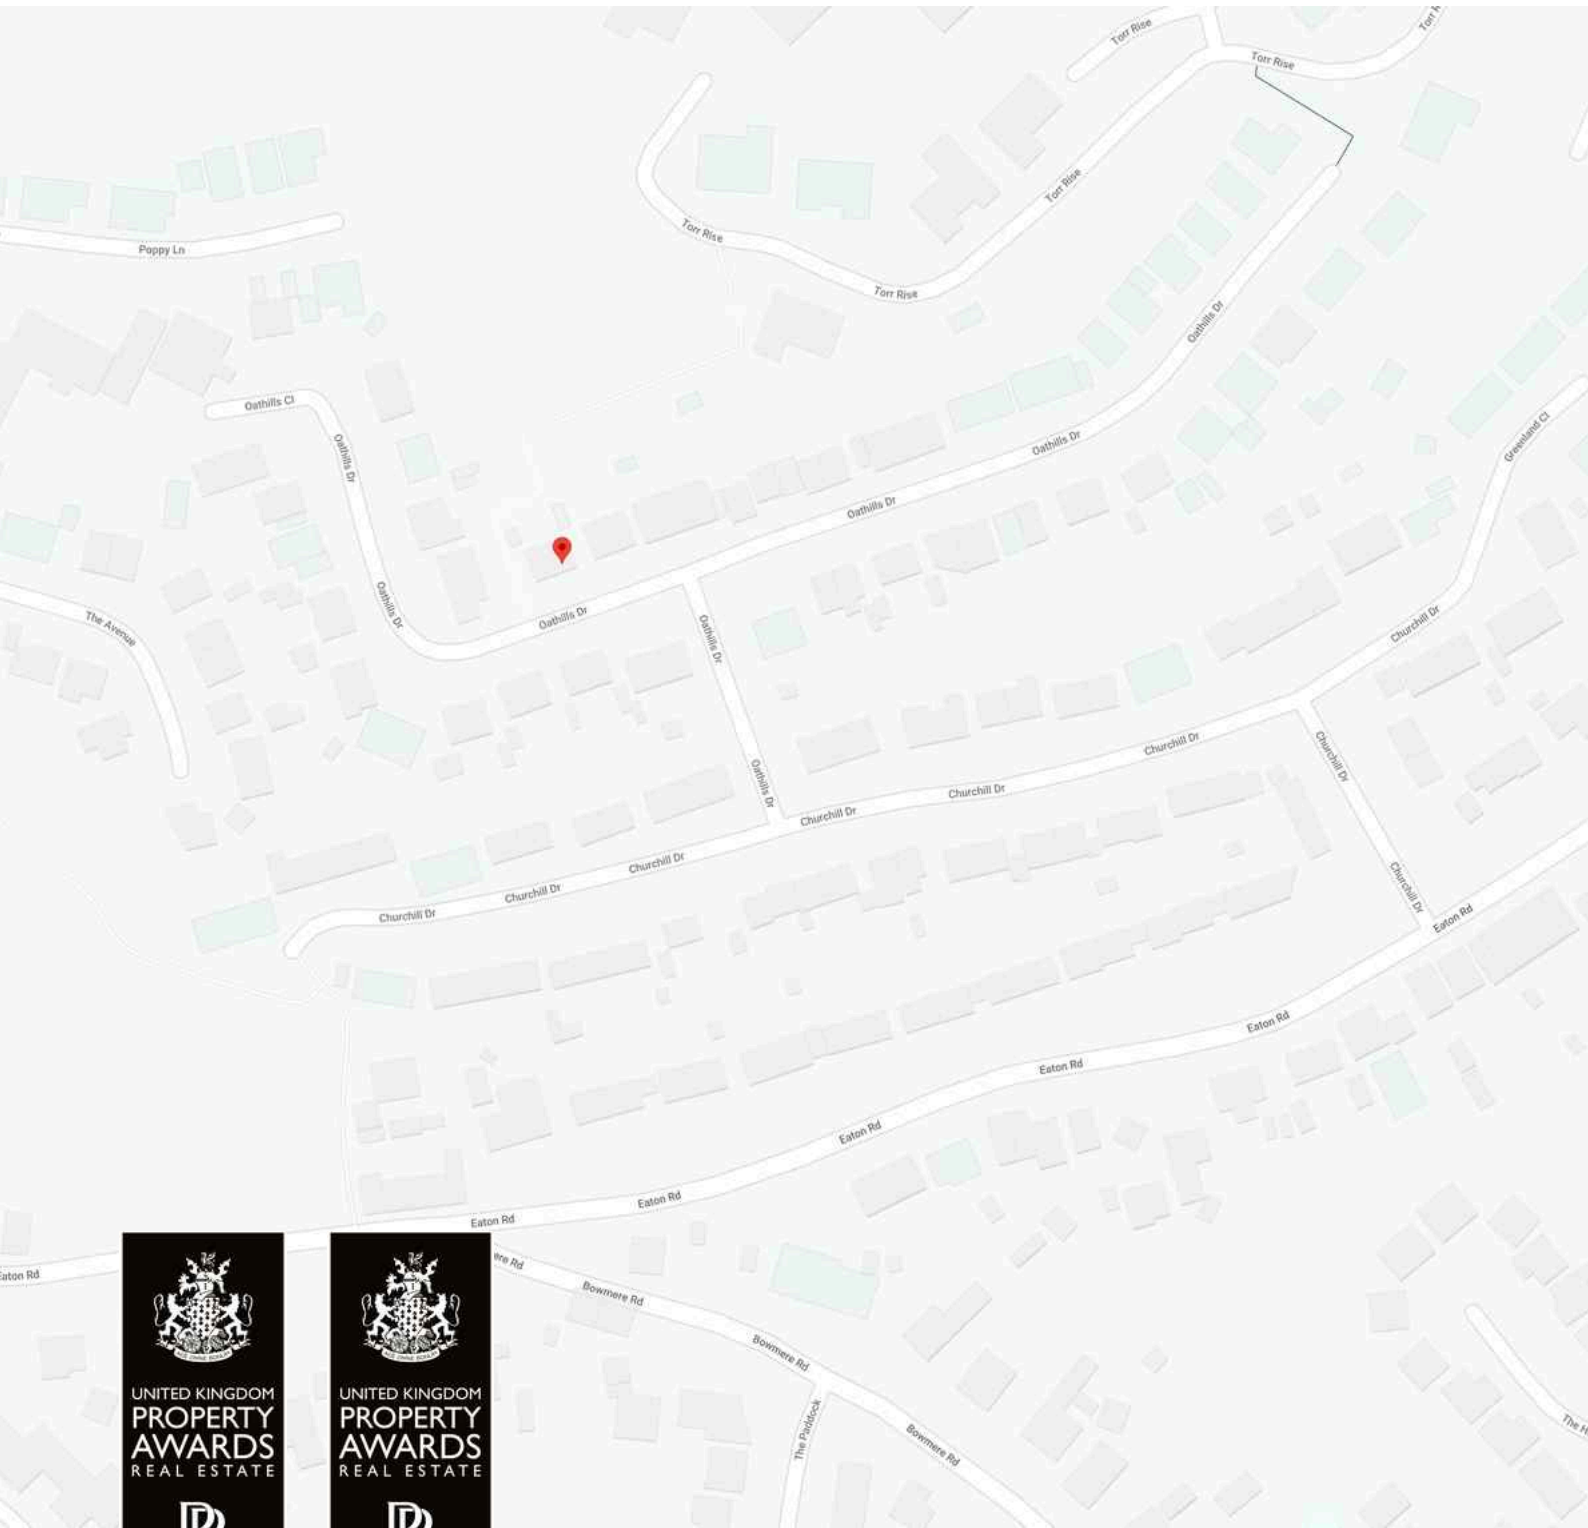 Torr Rise
Torr Rise
Torr Rise
Torr Rise
Torr Rise
Poppy Ln
Oathills Dr
Oathills Cl
Oathills Dr
Oathills Dr
Greenland Cl
Oathills Dr
Oathills Dr
Oathills Dr
Oathills Dr
The Avenue
Churchill Dr
Churchill Dr
Churchill Dr
Oathills Dr
Churchill Dr
Churchill Dr
Churchill Dr
Churchill Dr
Churchill Dr
Churchill Dr
Eaton Rd
Eaton Rd
Eaton Rd
Eaton Rd
Eaton Rd
Eaton Rd
aton Rd
ere Rd
Bowmere Rd
Bowmere Rd
The Paddock
Bowmere Rd
The H
UNITED KINGDOM
PROPERTY
AWARDS
REAL ESTATE
UNITED KINGDOM
PROPERTY
AWARDS
REAL ESTATE